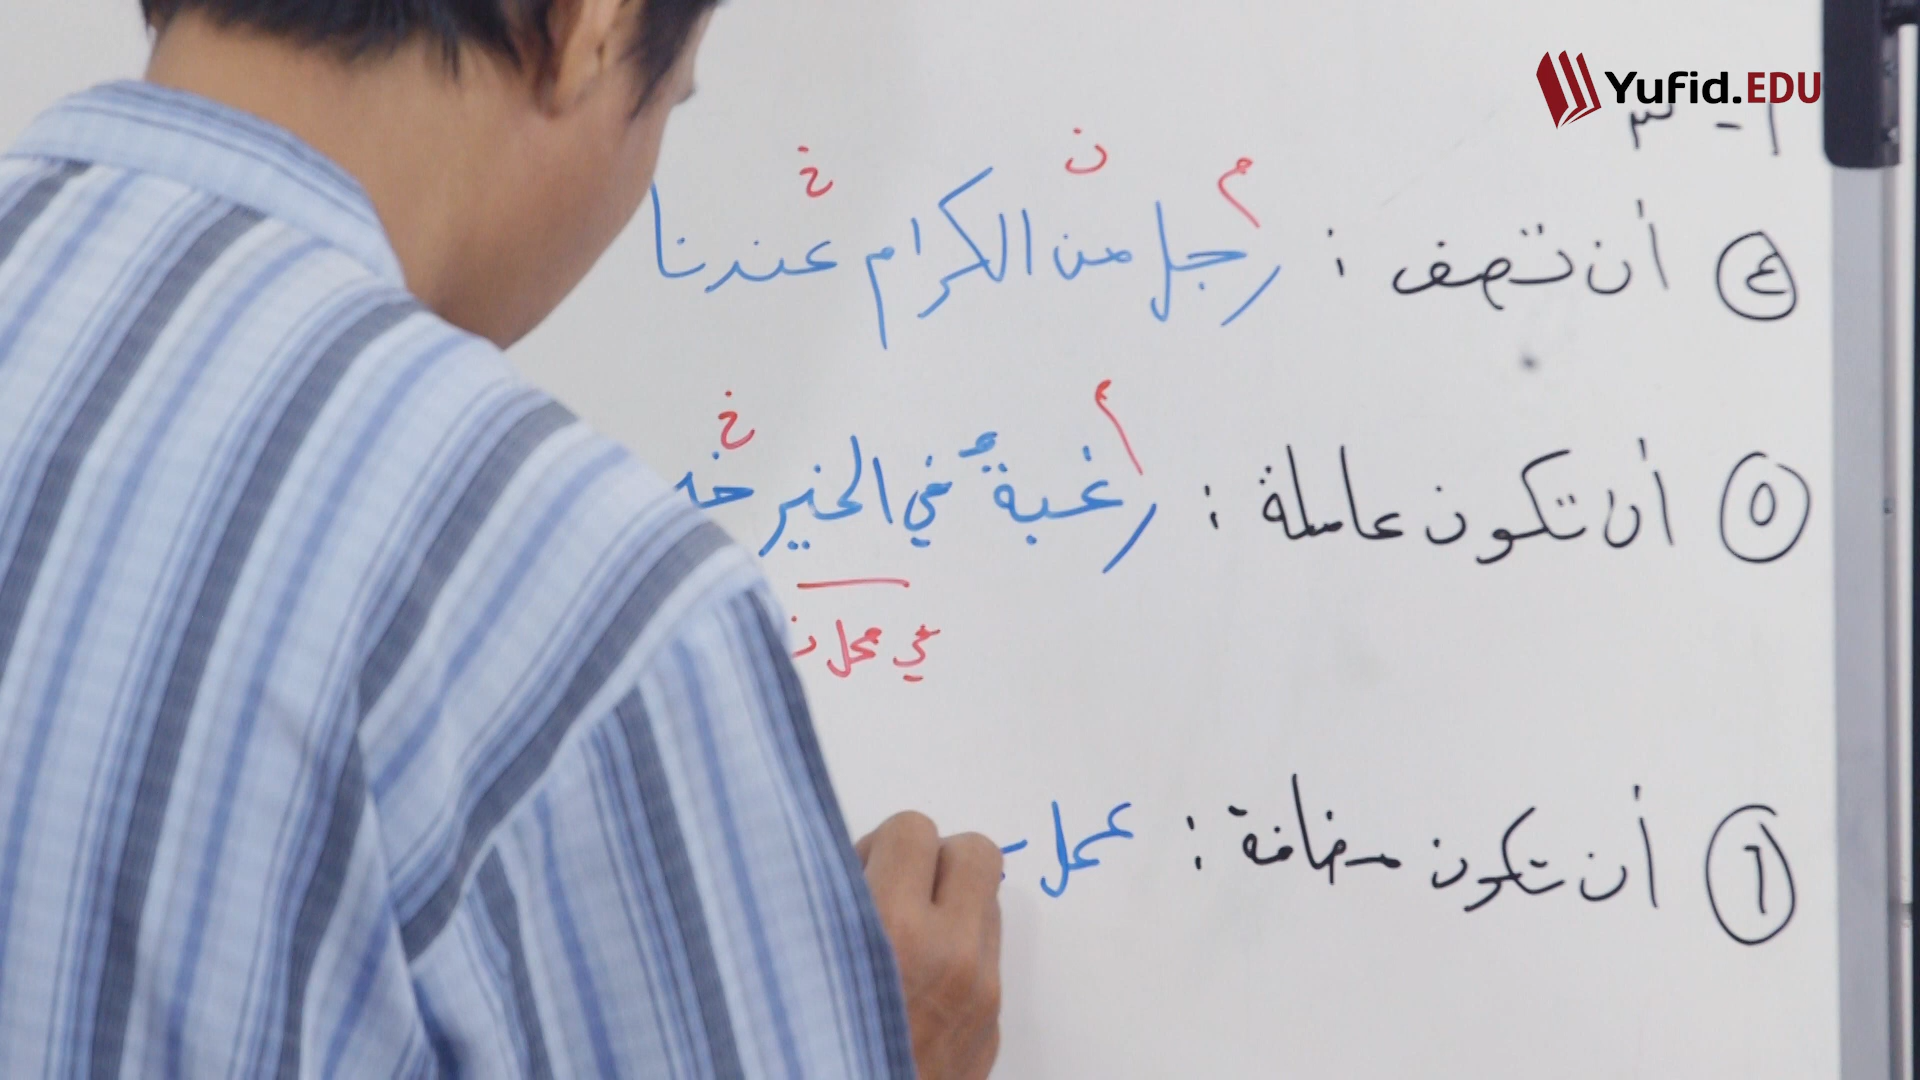 Yufid.EDU
م ن خ
٤ أن تصف : رجل من الكرام عندنا
م خ
٥ أن تكون عاملة : رغبةٌ في الخير
في محل
٦ أن تكون مضافة : عمل